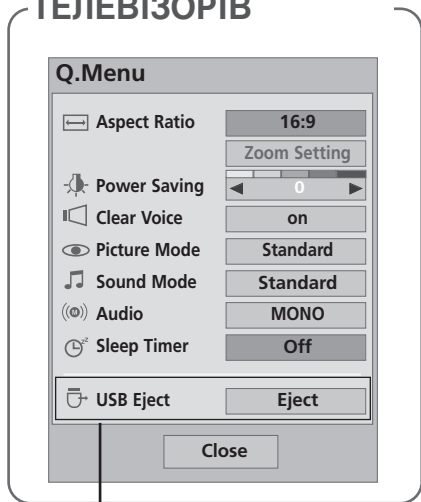 ТЕЛЕВІЗОРІВ
Q.Menu
Aspect Ratio 16:9
Zoom Setting
Power Saving 0
Clear Voice on
Picture Mode Standard
Sound Mode Standard
Audio MONO
Sleep Timer Off
USB Eject Eject
Close